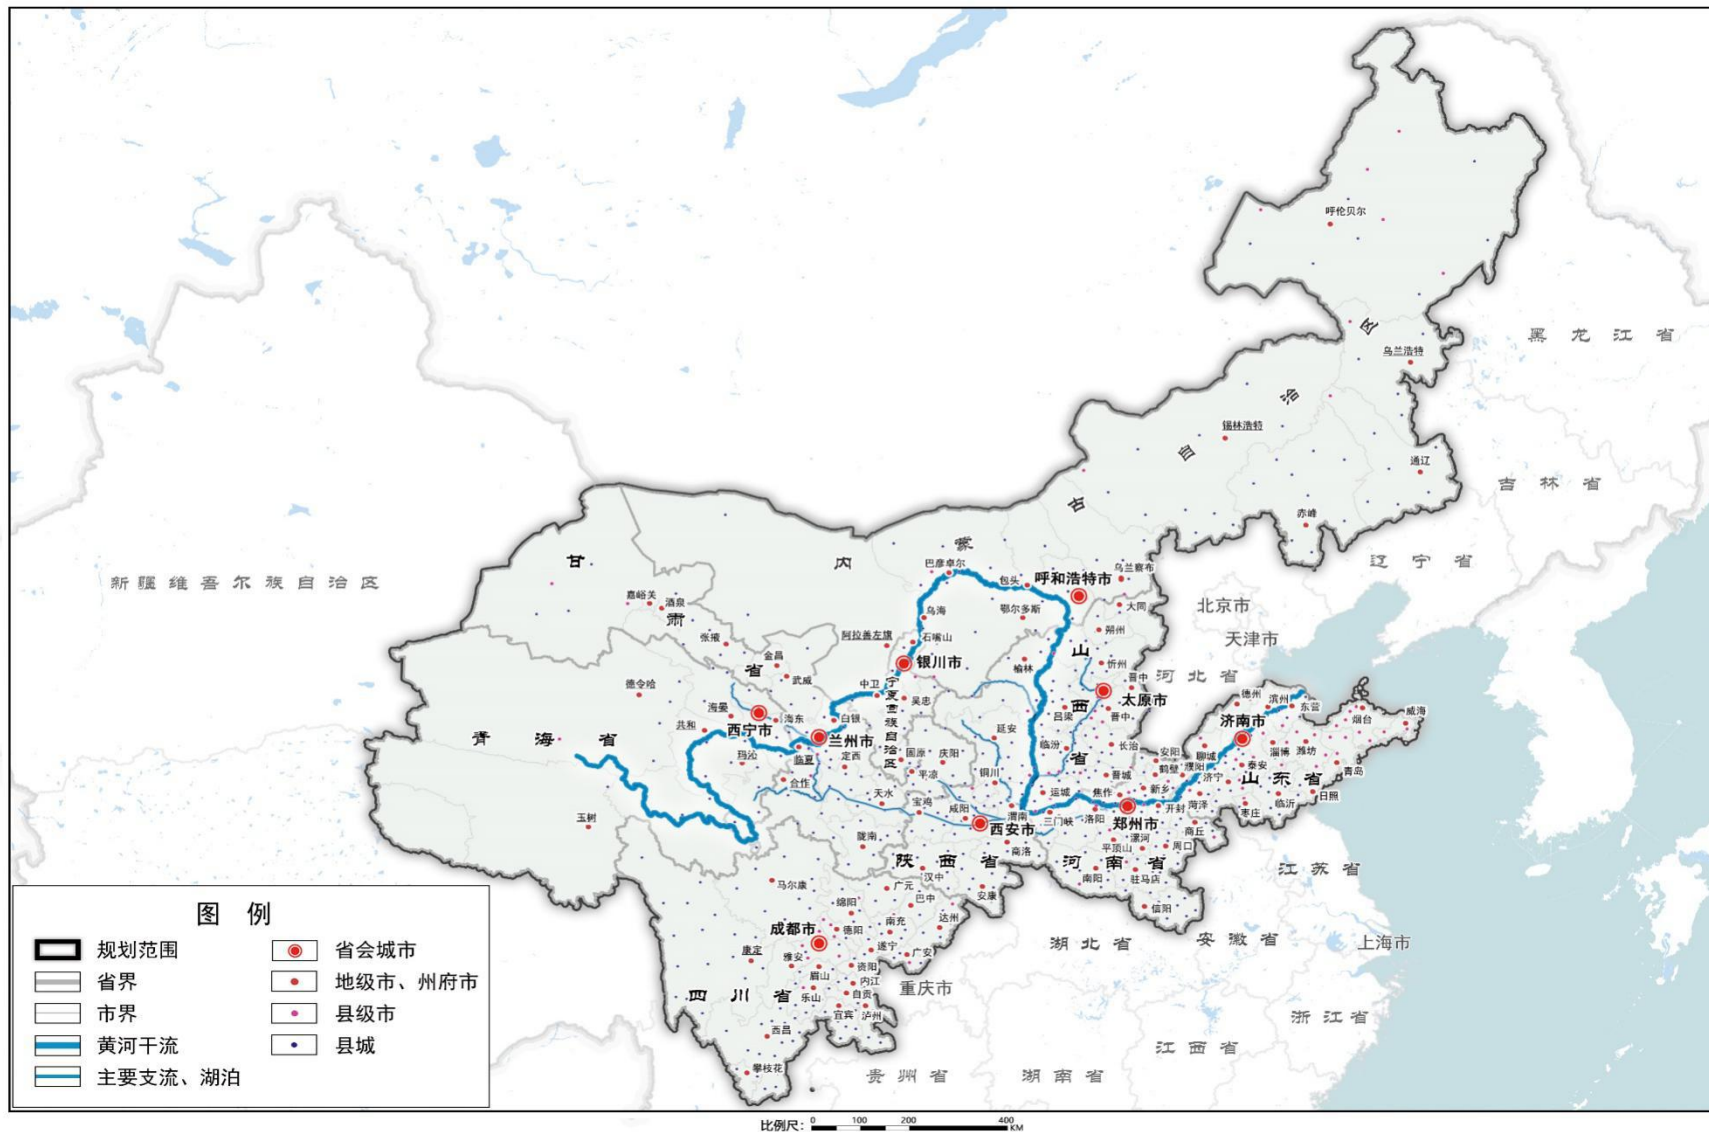 呼伦贝尔
黑龙江省
区
乌兰浩特
治
锡林浩特
自
通辽
吉林省
古
赤峰
蒙
内
甘
辽宁省
巴彦卓尔
包头
呼和浩特市
乌兰察布
新疆维吾尔族自治区
嘉峪关
酒泉
肃
乌海
鄂尔多斯
大同
北京市
朔州
张掖
阿拉善左旗
石嘴山
天津市
山
省
金昌
银川市
榆林
忻州
河北省
晋中
武威
德令哈
中卫
宁夏西族自治区
吴忠
太原市
西
吕梁
晋中
德州
滨州
东营
海晏
西宁市
海东
白银
共和
兰州市
延安
济南市
烟台
威海
青海省
玛沁
临夏
定西
固原
庆阳
临汾
省
长治
安阳
聊城
淄博
潍坊
鹤壁
濮阳
泰安
青岛
合作
平凉
铜川
晋城
济宁
山东省
天水
宝鸡
咸阳
运城
焦作
新乡
菏泽
临沂
日照
枣庄
渭南
西安市
三门峡
洛阳
郑州市
开封
玉树
陇南
商洛
漯河
商丘
平顶山
周口
陕西省
河南省
汉中
南阳
驻马店
江苏省
马尔康
广元
安康
信阳
绵阳
巴中
成都市
德阳
南充
达州
湖北省
安徽省
上海市
康定
雅安
遂宁
广安
眉山
资阳
内江
重庆市
四川省
乐山
自贡
宜宾
泸州
浙江省
西昌
江西省
攀枝花
贵州省
湖南省
图 例
规划范围
省会城市
省界
地级市、州府市
市界
县级市
黄河干流
县城
主要支流、湖泊
比例尺:
0 100 200 400
KM